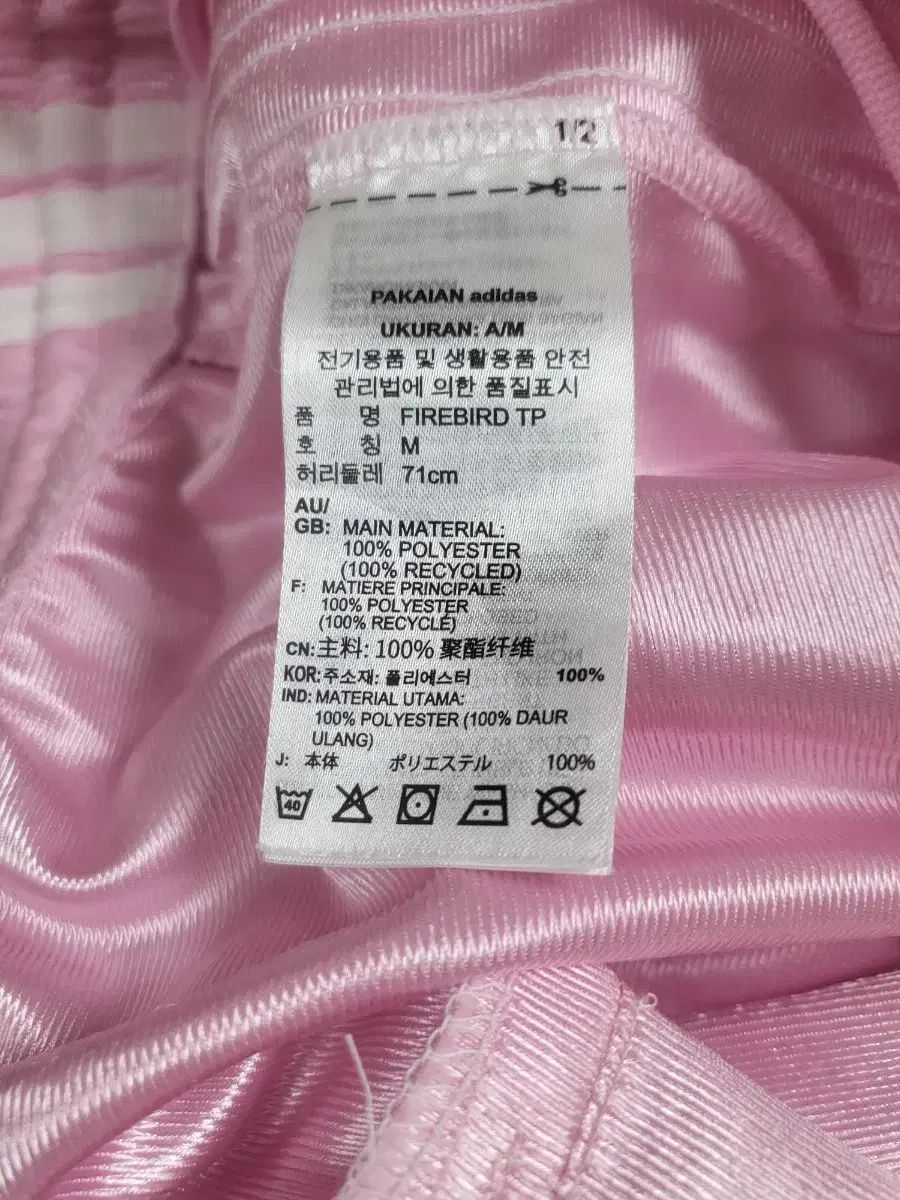 1/2
PAKAIAN adidas
UKURAN: A/M
전기용품 및 생활용품 안전
관리법에 의한 품질표시
품 명 FIREBIRD TP
호 칭 M
허리둘레 71cm
AU/
GB: MAIN MATERIAL:
100% POLYESTER
(100% RECYCLED)
F: MATIERE PRINCIPALE:
100% POLYESTER
(100% RECYCLÉ)
CN:主料: 100% 聚酯纤维
KOR:주소재: 폴리에스터 100%
IND: MATERIAL UTAMA:
100% POLYESTER (100% DAUR
ULANG)
J: 本体 ポリエステル 100%
40